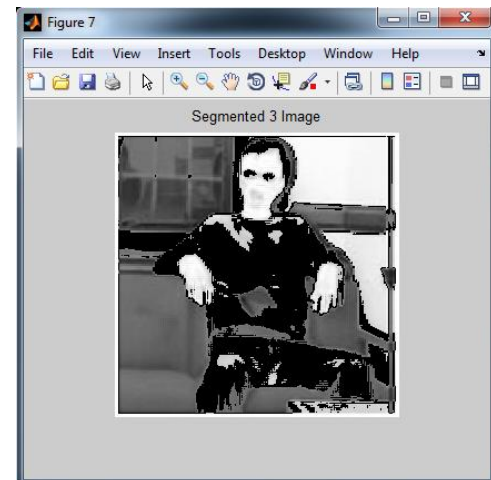 Figure 7
File Edit View Insert Tools Desktop Window Help
Segmented 3 Image